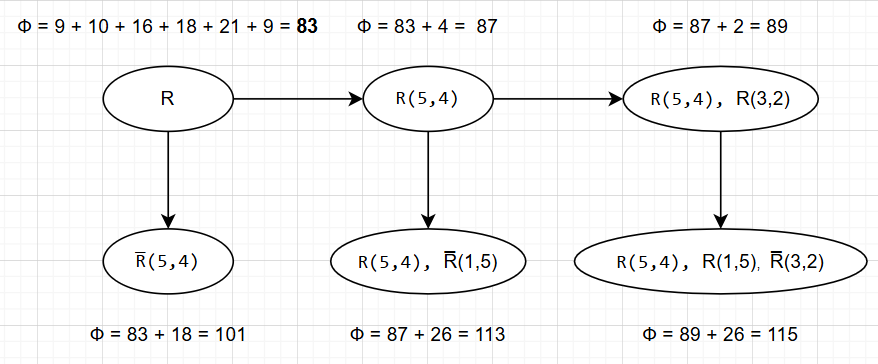 Φ = 9 + 10 + 16 + 18 + 21 + 9 = 83
Φ = 83 + 4 = 87
Φ = 87 + 2 = 89
R
R(5,4)
R(5,4), R(3,2)
R̅(5,4)
R(5,4), R̅(1,5)
R(5,4), R(1,5), R̅(3,2)
Φ = 83 + 18 = 101
Φ = 87 + 26 = 113
Φ = 89 + 26 = 115